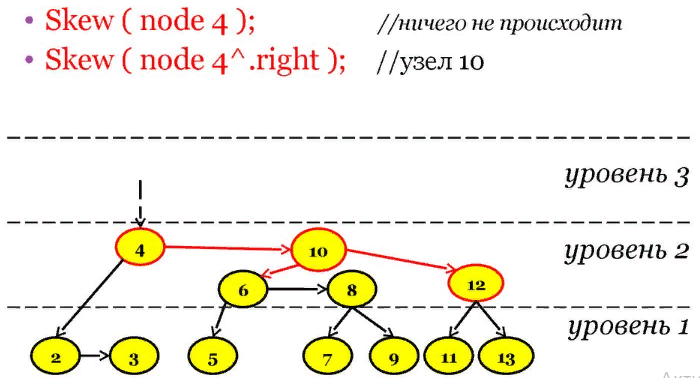 • Skew ( node 4 ); //ничего не происходит
• Skew ( node 4^.right ); //узел 10
уровень 3
4 10 уровень 2
6 8 12
уровень 1
2 3 5 7 9 11 13